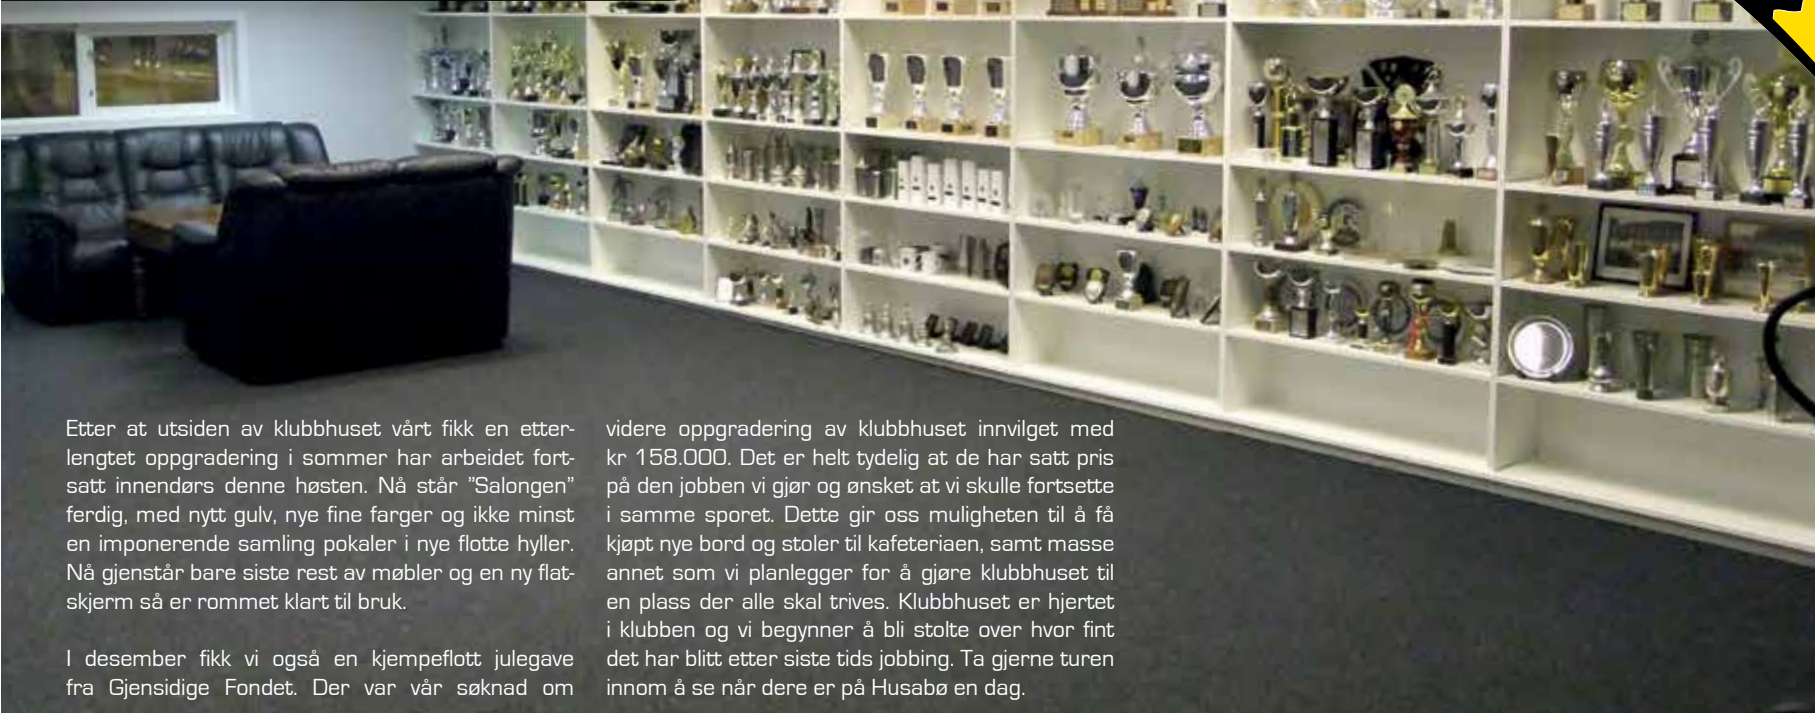 Etter at utsiden av klubbhuset vårt fikk en etter-
lengtet oppgradering i sommer har arbeidet fort-
satt innendørs denne høsten. Nå står ”Salongen”
ferdig, med nytt gulv, nye fine farger og ikke minst
en imponerende samling pokaler i nye flotte hyller.
Nå gjenstår bare siste rest av møbler og en ny flat-
skjerm så er rommet klart til bruk.

I desember fikk vi også en kjempeflott julegave
fra Gjensidige Fondet. Der var vår søknad om
videre oppgradering av klubbhuset innvilget med
kr 158.000. Det er helt tydelig at de har satt pris
på den jobben vi gjør og ønsket at vi skulle fortsette
i samme sporet. Dette gir oss muligheten til å få
kjøpt nye bord og stoler til kafeteriaen, samt masse
annet som vi planlegger for å gjøre klubbhuset til
en plass der alle skal trives. Klubbhuset er hjertet
i klubben og vi begynner å bli stolte over hvor fint
det har blitt etter siste tids jobbing. Ta gjerne turen
innom å se når dere er på Husabø en dag.